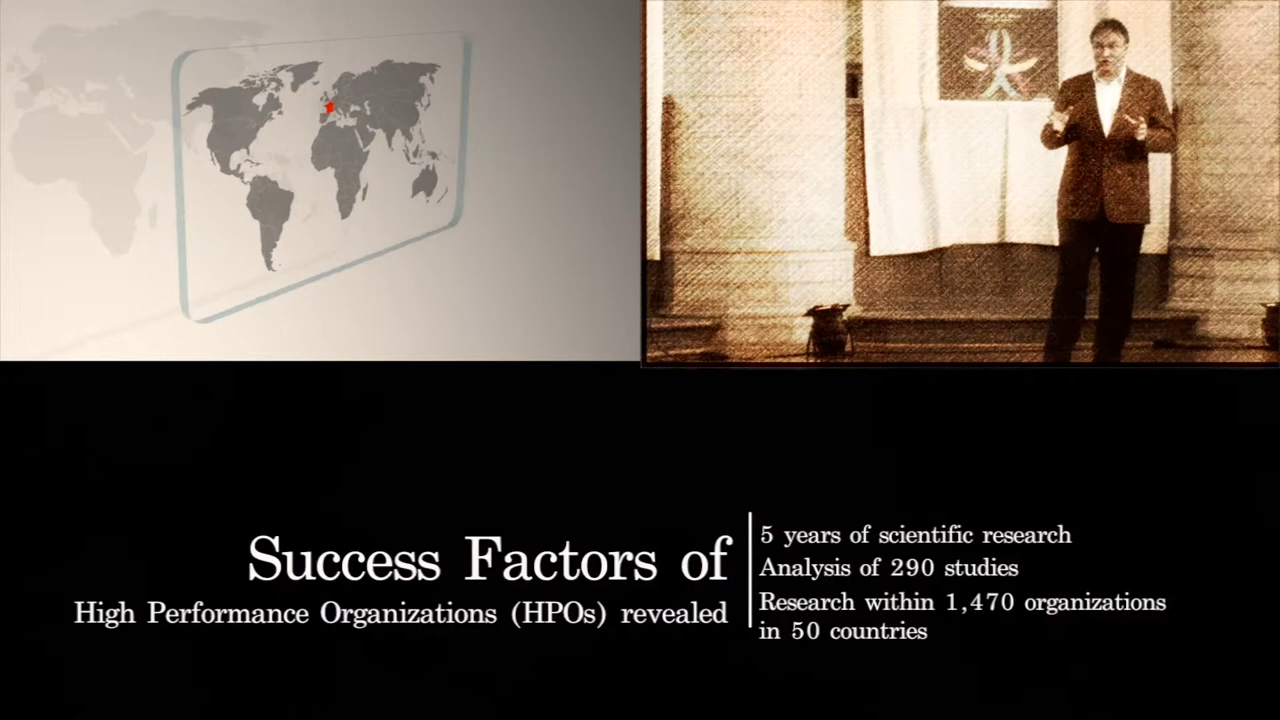 Success Factors of
High Performance Organizations (HPOs) revealed
5 years of scientific research
Analysis of 290 studies
Research within 1,470 organizations
in 50 countries